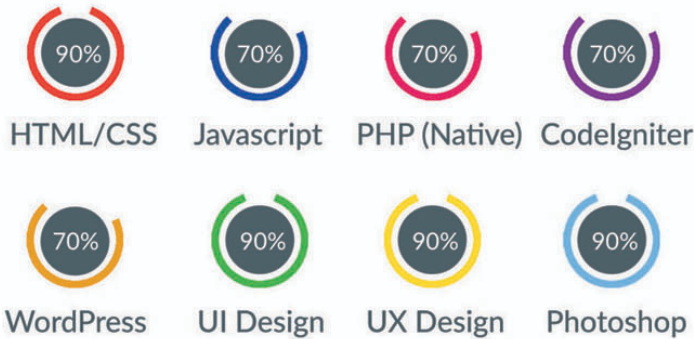 90% 70% 70% 70%
HTML/CSS Javascript PHP (Native) CodeIgniter
70% 90% 90% 90%
WordPress UI Design UX Design Photoshop